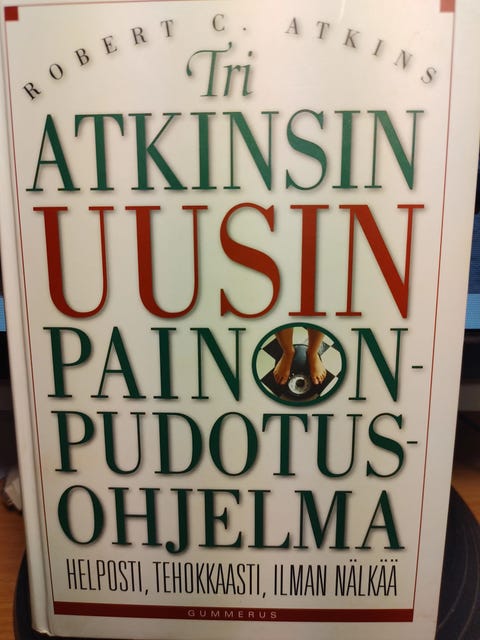 ROBERT C. ATKINS
Tri
ATKINSIN
UUSIN
PAINON-
PUDOTUS-
OHJELMA
HELPOSTI, TEHOKKAASTI, ILMAN NÄLKÄÄ
GUMMERUS